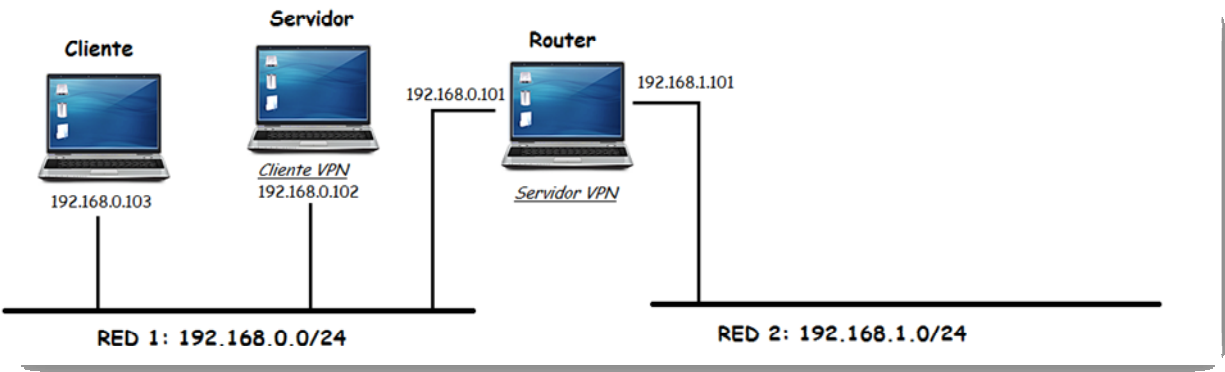 Servidor
Cliente
Router
192.168.0.101
192.168.1.101
Cliente VPN
192.168.0.102
192.168.0.103
Servidor VPN
RED 1: 192.168.0.0/24
RED 2: 192.168.1.0/24